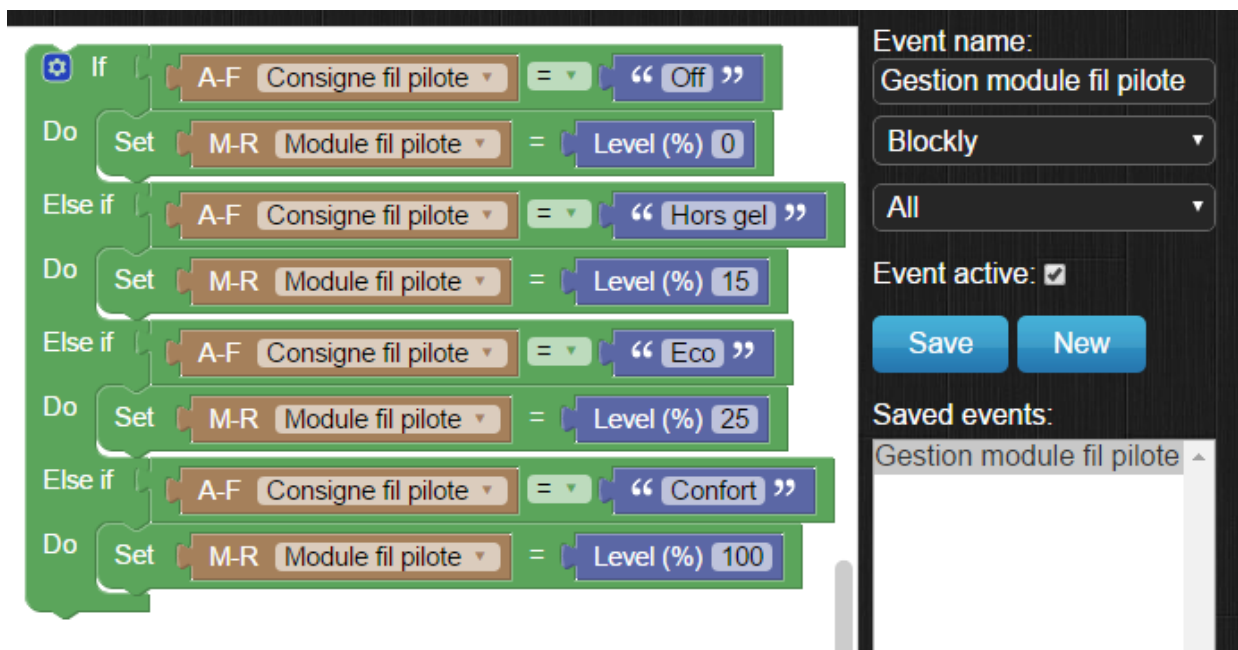 If A-F Consigne fil pilote = “ Off ”
Do Set M-R Module fil pilote = Level (%) 0
Else if A-F Consigne fil pilote = “ Hors gel ”
Do Set M-R Module fil pilote = Level (%) 15
Else if A-F Consigne fil pilote = “ Eco ”
Do Set M-R Module fil pilote = Level (%) 25
Else if A-F Consigne fil pilote = “ Confort ”
Do Set M-R Module fil pilote = Level (%) 100
Event name:
Gestion module fil pilote
Blockly
All
Event active:
Save New
Saved events:
Gestion module fil pilote